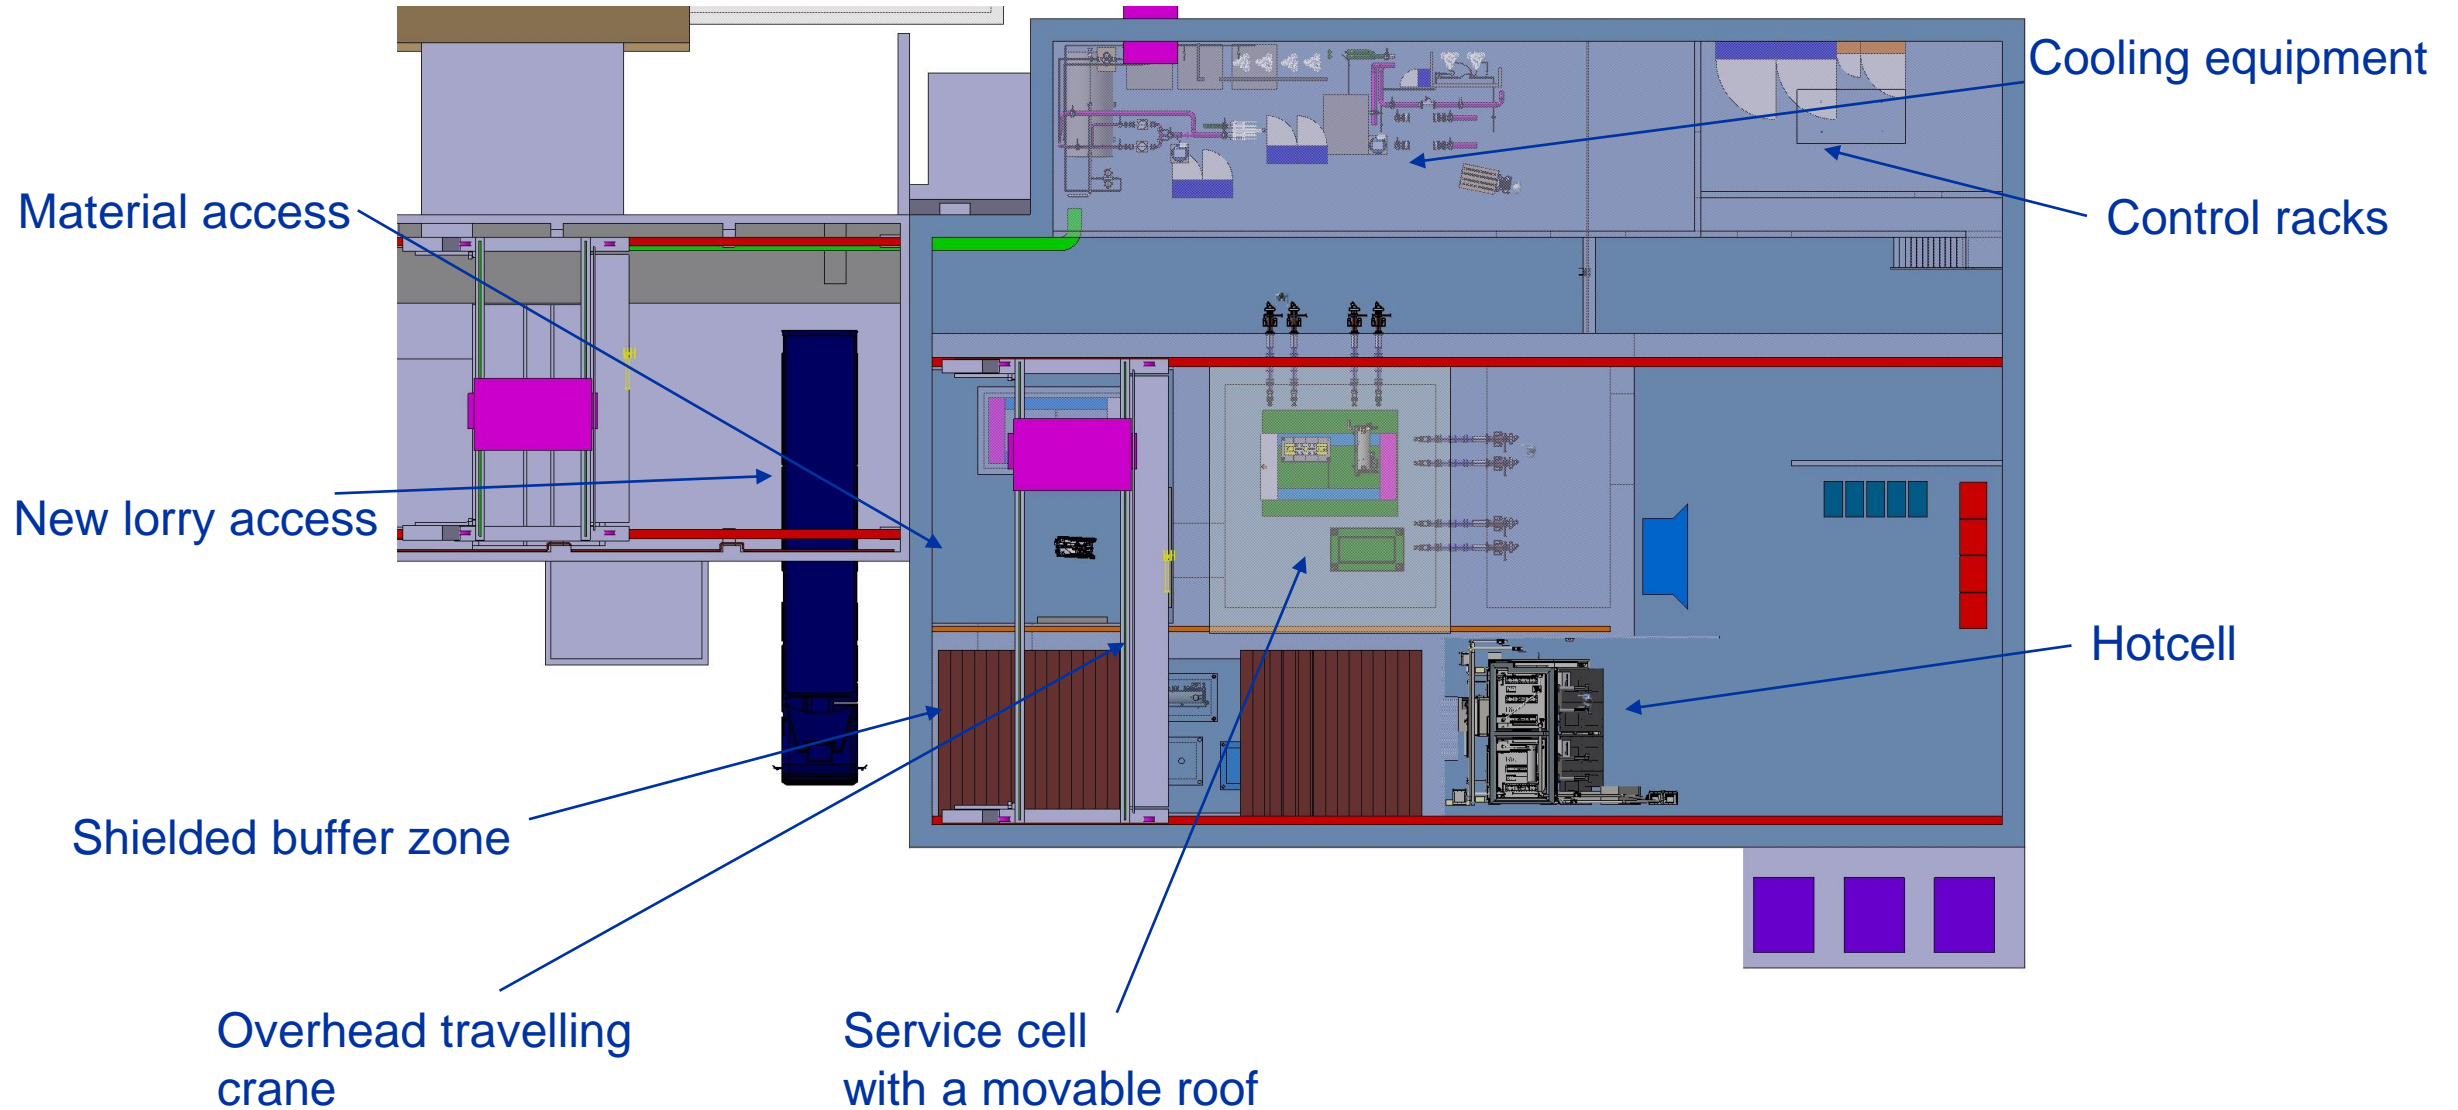 Cooling equipment
Material access
Control racks
New lorry access
Hotcell
Shielded buffer zone
Overhead travelling
crane
Service cell
with a movable roof